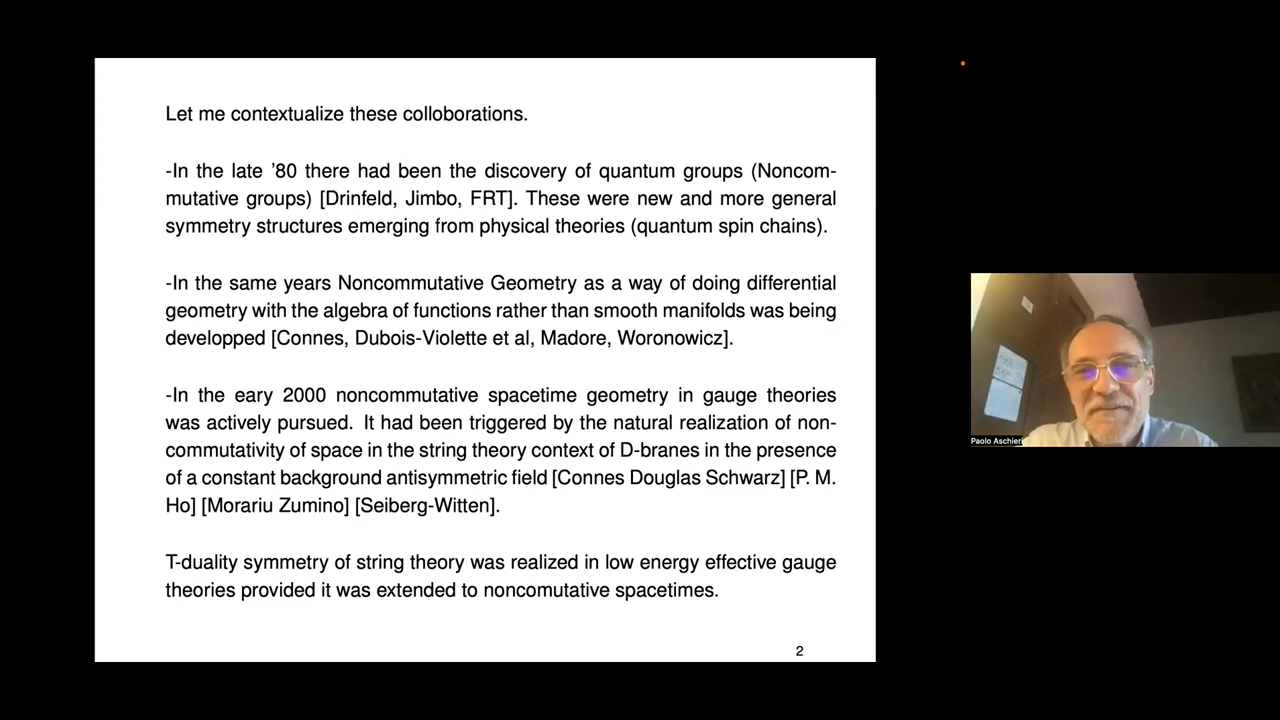 Let me contextualize these colloborations.
-In the late ’80 there had been the discovery of quantum groups (Noncom-
mutative groups) [Drinfeld, Jimbo, FRT]. These were new and more general
symmetry structures emerging from physical theories (quantum spin chains).
-In the same years Noncommutative Geometry as a way of doing differential
geometry with the algebra of functions rather than smooth manifolds was being
developped [Connes, Dubois-Violette et al, Madore, Woronowicz].
-In the eary 2000 noncommutative spacetime geometry in gauge theories
was actively pursued. It had been triggered by the natural realization of non-
commutativity of space in the string theory context of D-branes in the presence
of a constant background antisymmetric field [Connes Douglas Schwarz] [P. M.
Ho] [Morariu Zumino] [Seiberg-Witten].
T-duality symmetry of string theory was realized in low energy effective gauge
theories provided it was extended to noncomutative spacetimes.
2
Paolo Aschieri